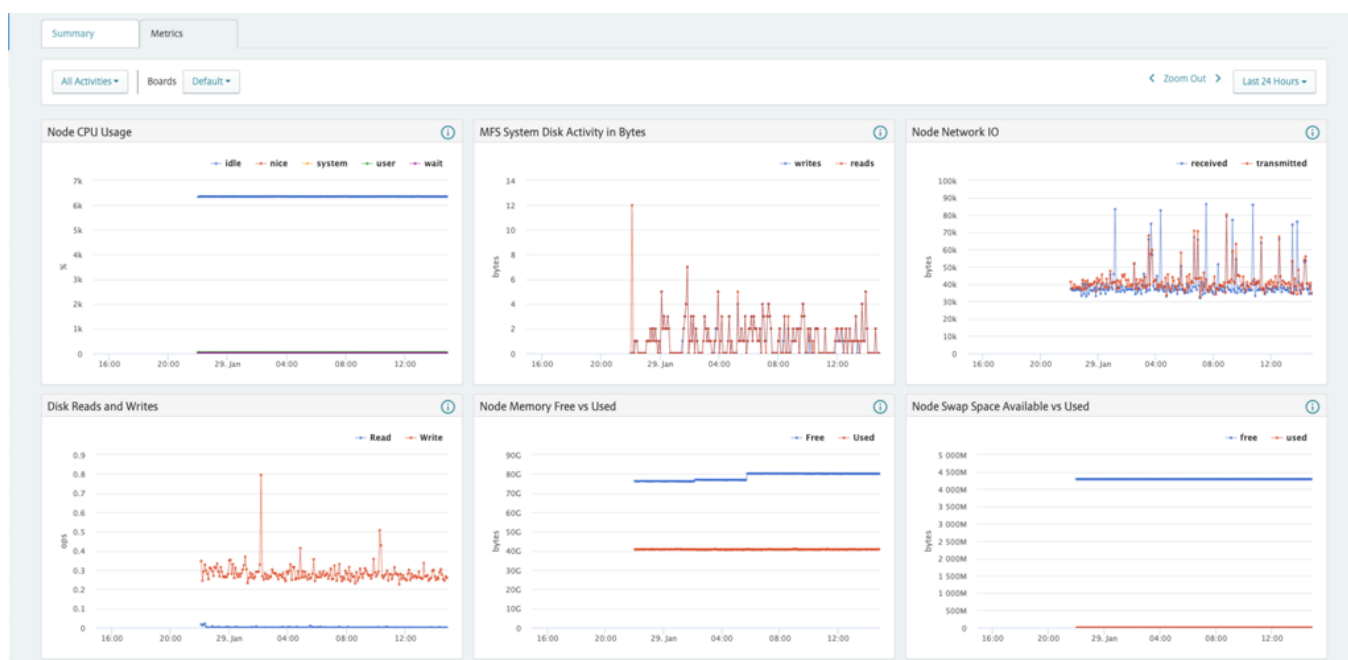 Summary Metrics
All Activities Boards Default Zoom Out Last 24 Hours
Node CPU Usage
idle nice system user wait
7k
6k
5k
4k
3k
2k
1k
0
%
16:00 20:00 29. Jan 04:00 08:00 12:00
MFS System Disk Activity in Bytes
writes reads
14
12
10
8
6
4
2
0
bytes
16:00 20:00 29. Jan 04:00 08:00 12:00
Node Network IO
received transmitted
100k
90k
80k
70k
60k
50k
40k
30k
20k
10k
0
bytes
16:00 20:00 29. Jan 04:00 08:00 12:00
Disk Reads and Writes
Read Write
0.9
0.8
0.7
0.6
0.5
0.4
0.3
0.2
0.1
0
ops
16:00 20:00 29. Jan 04:00 08:00 12:00
Node Memory Free vs Used
Free Used
90G
80G
70G
60G
50G
40G
30G
20G
10G
0
bytes
16:00 20:00 29. Jan 04:00 08:00 12:00
Node Swap Space Available vs Used
free used
5 000M
4 500M
4 000M
3 500M
3 000M
2 500M
2 000M
1 500M
1 000M
500M
0
bytes
16:00 20:00 29. Jan 04:00 08:00 12:00